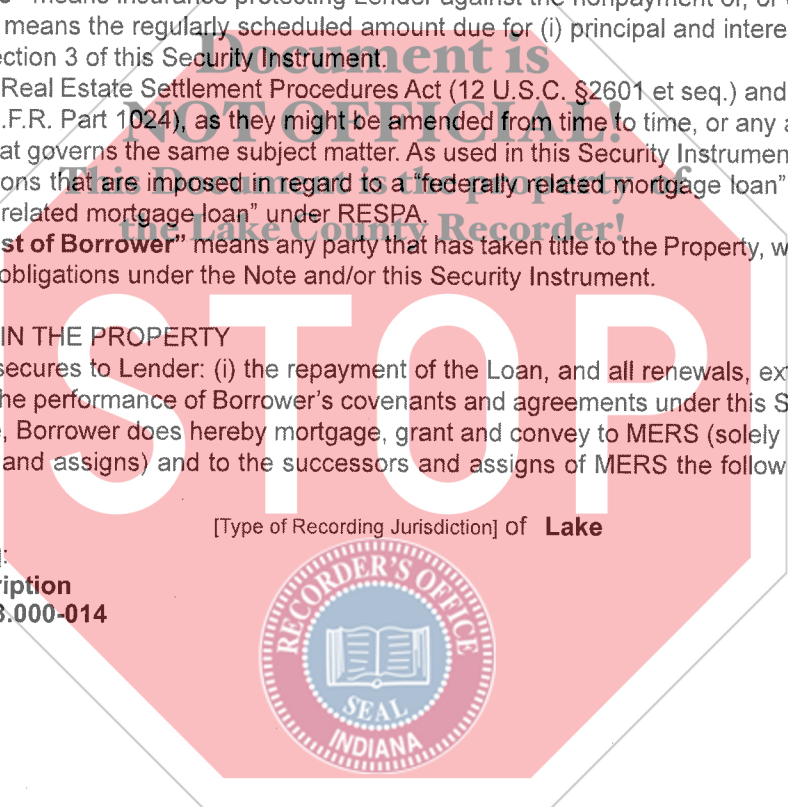 means insurance protecting Lender against the nonpayment of, or
means the regularly scheduled amount due for (i) principal and intere
ection 3 of this Security Instrument.
Document is
Real Estate Settlement Procedures Act (12 U.S.C. §2601 et seq.) and
NOT OFFICIAL!
.F.R. Part 1024), as they might be amended from time to time, or any a
at governs the same subject matter. As used in this Security Instrumen
This Document is the property of
ons that are imposed in regard to a “federally related mortgage loan”
related mortgage loan” under RESPA.
the Lake County Recorder!
st of Borrower” means any party that has taken title to the Property, w
obligations under the Note and/or this Security Instrument.
IN THE PROPERTY
secures to Lender: (i) the repayment of the Loan, and all renewals, ex
he performance of Borrower’s covenants and agreements under this S
, Borrower does hereby mortgage, grant and convey to MERS (solely
and assigns) and to the successors and assigns of MERS the follow
STOP
[Type of Recording Jurisdiction] of Lake
:
ription
3.000-014
RECORDER'S OFFICE
SEAL
INDIANA